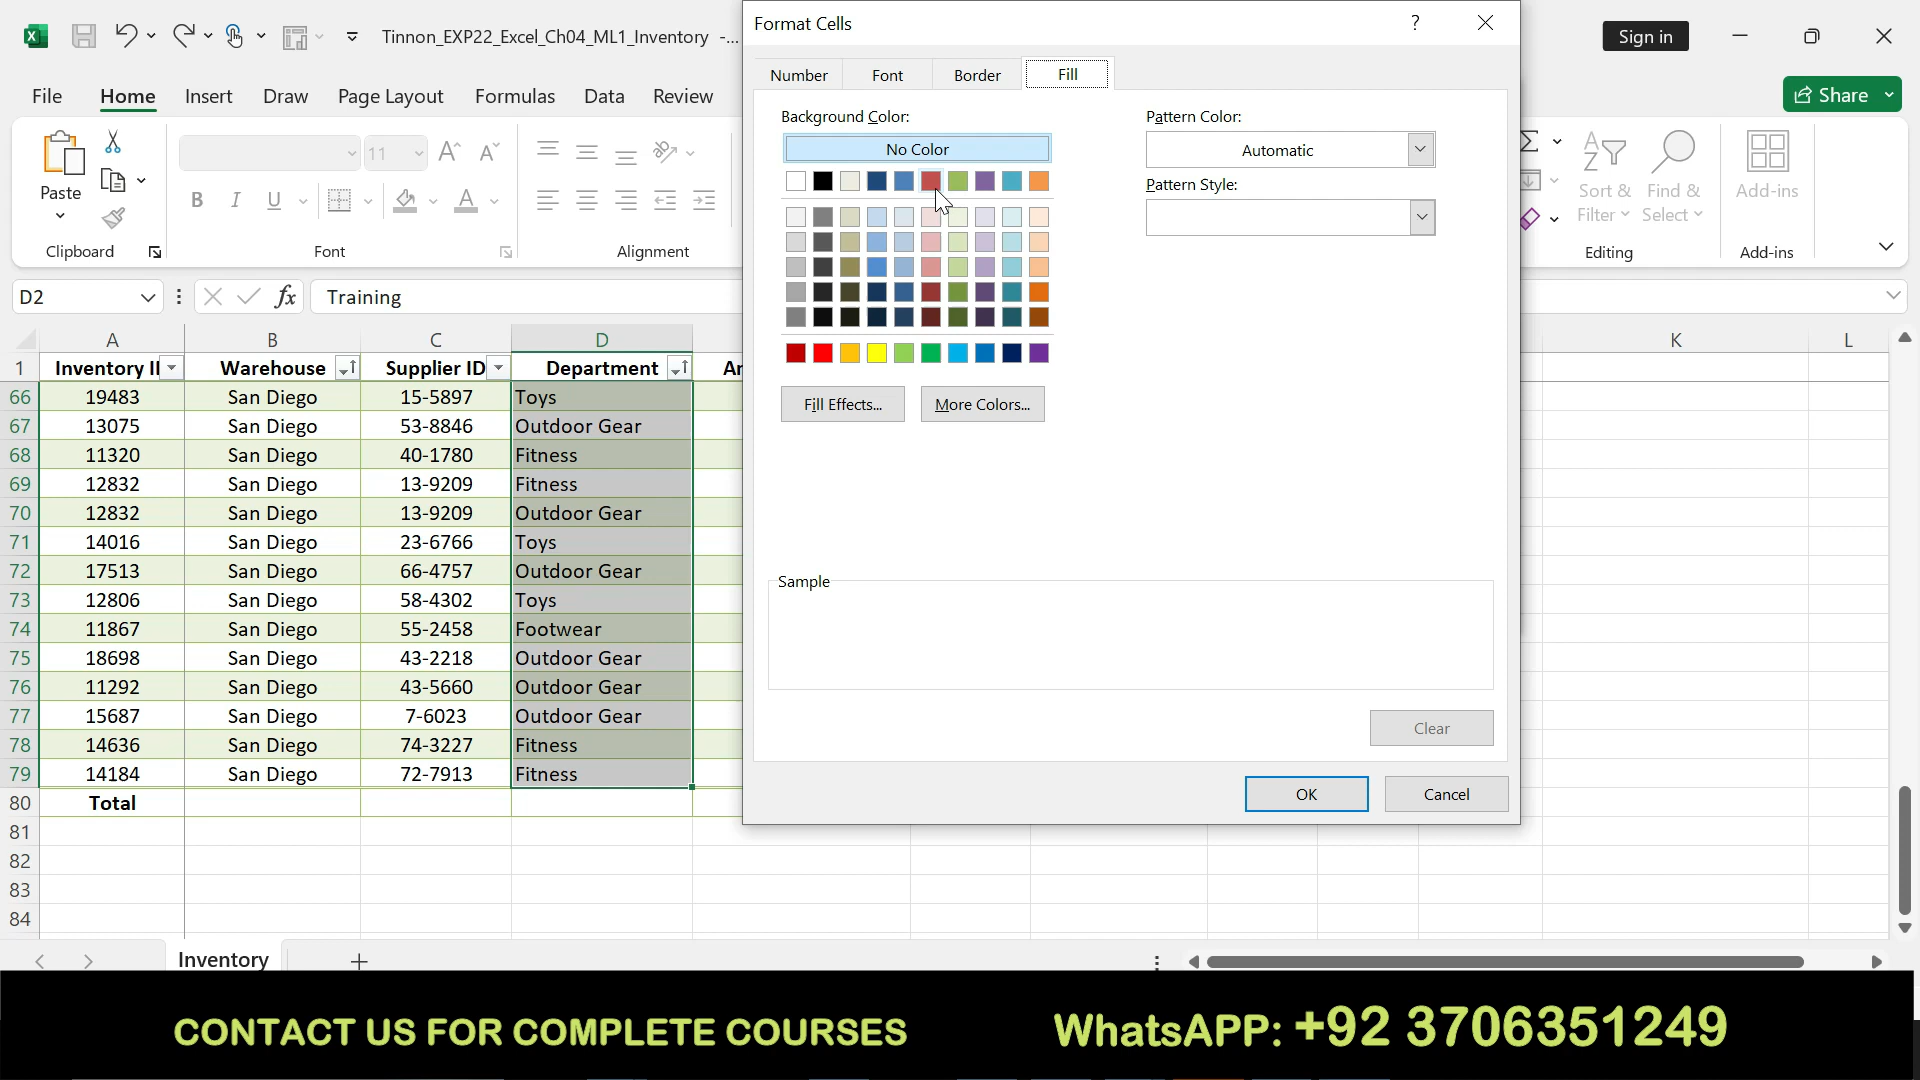 Tinnon_EXP22_Excel_Ch04_ML1_Inventory -...
Format Cells
?
Sign in
File
Home
Insert
Draw
Page Layout
Formulas
Data
Review
Share
Number
Font
Border
Fill
Paste
11
B I U
Clipboard
Font
Alignment
Sort &
Filter
Find &
Select
Add-ins
Editing
Add-ins
Background Color:
No Color
Pattern Color:
Automatic
Pattern Style:
Fill Effects...
More Colors...
Sample
Clear
OK
Cancel
D2
fx
Training
A B C D K L
1 Inventory I Warehouse Supplier ID Department
66 19483 San Diego 15-5897 Toys
67 13075 San Diego 53-8846 Outdoor Gear
68 11320 San Diego 40-1780 Fitness
69 12832 San Diego 13-9209 Fitness
70 12832 San Diego 13-9209 Outdoor Gear
71 14016 San Diego 23-6766 Toys
72 17513 San Diego 66-4757 Outdoor Gear
73 12806 San Diego 58-4302 Toys
74 11867 San Diego 55-2458 Footwear
75 18698 San Diego 43-2218 Outdoor Gear
76 11292 San Diego 43-5660 Outdoor Gear
77 15687 San Diego 7-6023 Outdoor Gear
78 14636 San Diego 74-3227 Fitness
79 14184 San Diego 72-7913 Fitness
80 Total
81
82
83
84
Inventory
CONTACT US FOR COMPLETE COURSES
WhatsAPP: +92 3706351249